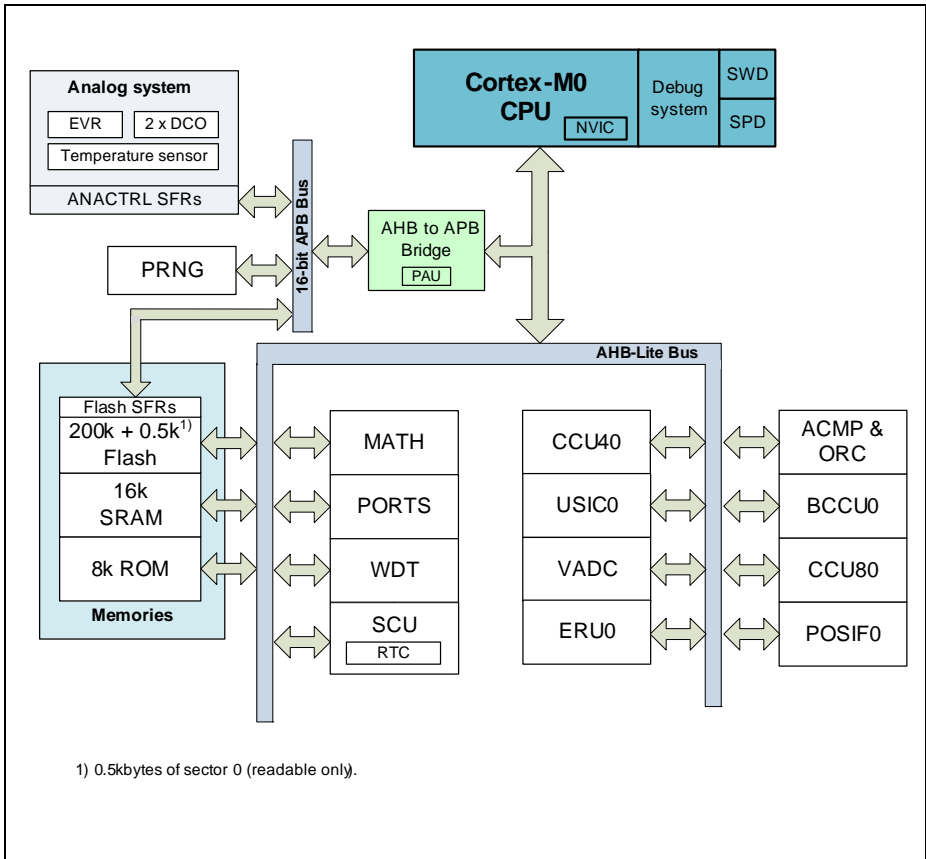 Analog system
EVR
2 x DCO
Temperature sensor
ANACTRL SFRs
Cortex-M0
CPU
NVIC
Debug
system
SWD
SPD
16-bit APB Bus
AHB to APB
Bridge
PAU
PRNG
AHB-Lite Bus
Flash SFRs
200k + 0.5k1)
Flash
16k
SRAM
8k ROM
Memories
MATH
PORTS
WDT
SCU
RTC
CCU40
USIC0
VADC
ERU0
ACMP &
ORC
BCCU0
CCU80
POSIF0
1) 0.5kbytes of sector 0 (readable only).